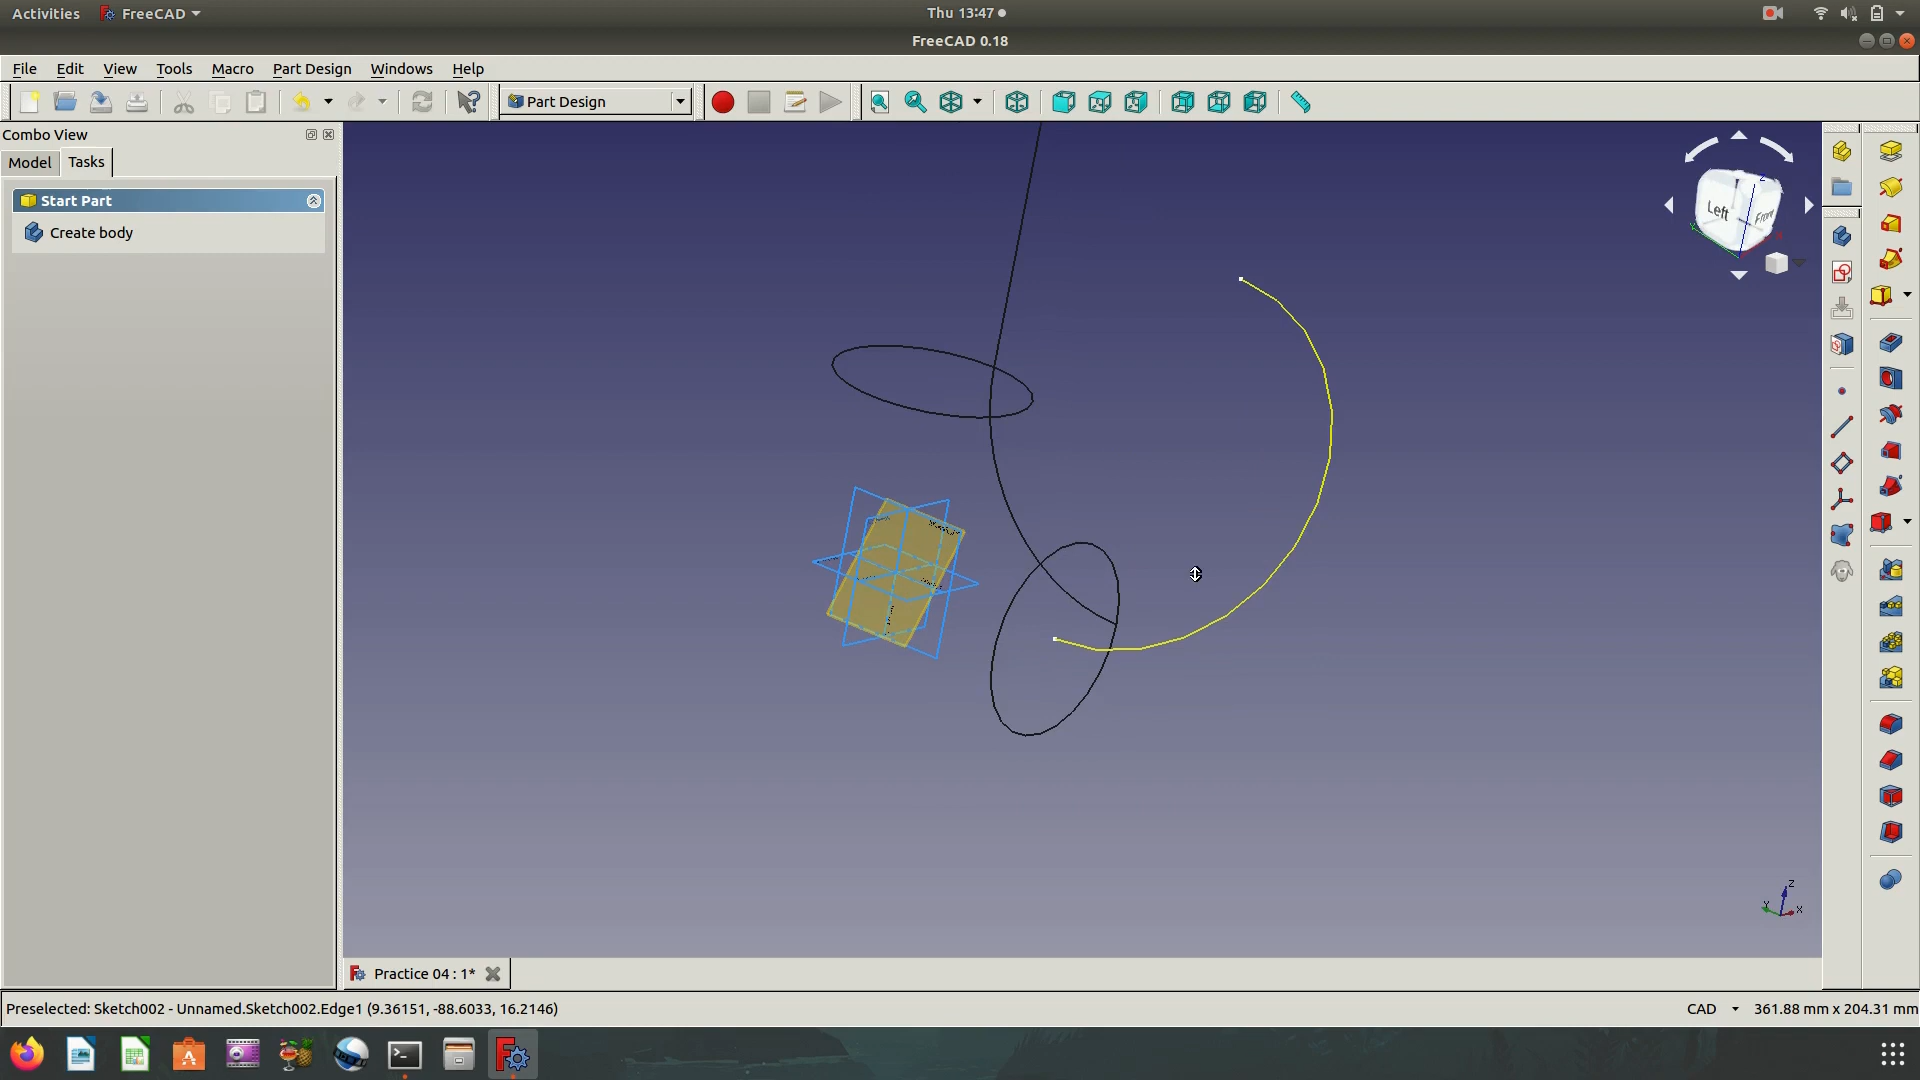 Activities FreeCAD Thu 13:47
FreeCAD 0.18
File Edit View Tools Macro Part Design Windows Help
Part Design
Combo View
Model Tasks
Start Part
Create body
Left Front
Z
Z
Y X
Practice 04 : 1*
Preselected: Sketch002 - Unnamed.Sketch002.Edge1 (9.36151, -88.6033, 16.2146) CAD 361.88 mm x 204.31 mm